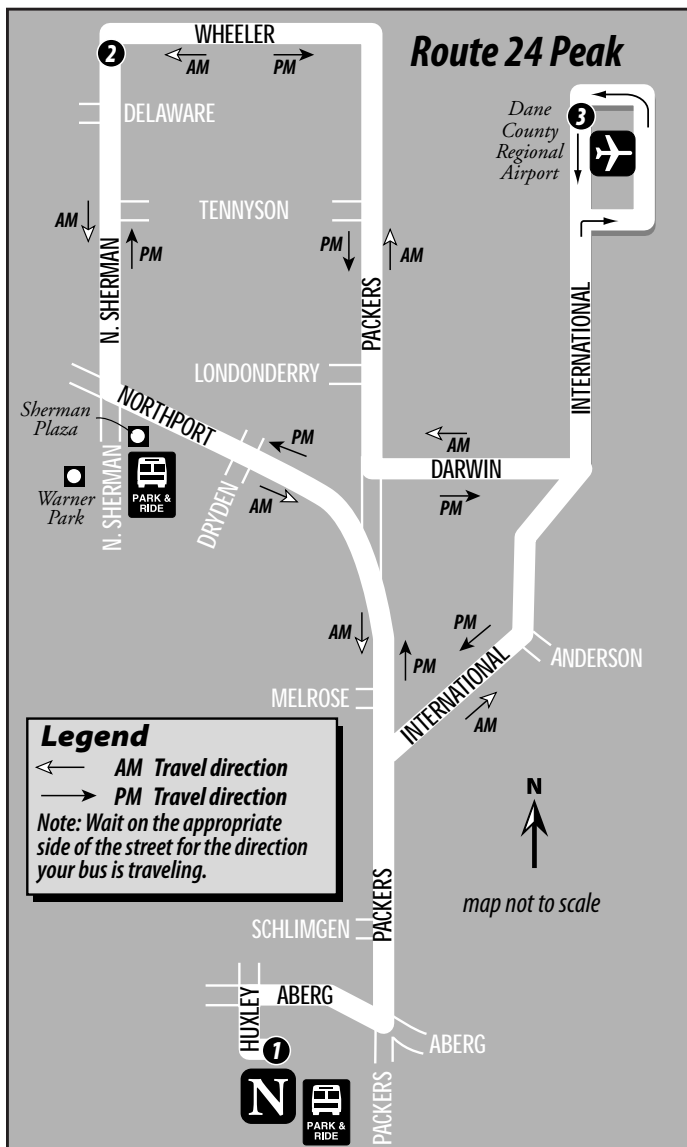 WHEELER
Route 24 Peak
2
AM
PM
DELAWARE
Dane
County
Regional
Airport
3
TENNYSON
AM
PM
PM
AM
N. SHERMAN
PACKERS
INTERNATIONAL
LONDONDERRY
NORTHPORT
Sherman
Plaza
PM
AM
DARWIN
PM
Warner
Park
N. SHERMAN
PARK &
RIDE
DRYDEN
AM
AM
PM
PM
ANDERSON
MELROSE
INTERNATIONAL
AM
Legend
AM Travel direction
PM Travel direction
Note: Wait on the appropriate
side of the street for the direction
your bus is traveling.
N
map not to scale
PACKERS
SCHLIMGEN
HUXLEY
ABERG
1
ABERG
N
PARK &
RIDE
PACKERS